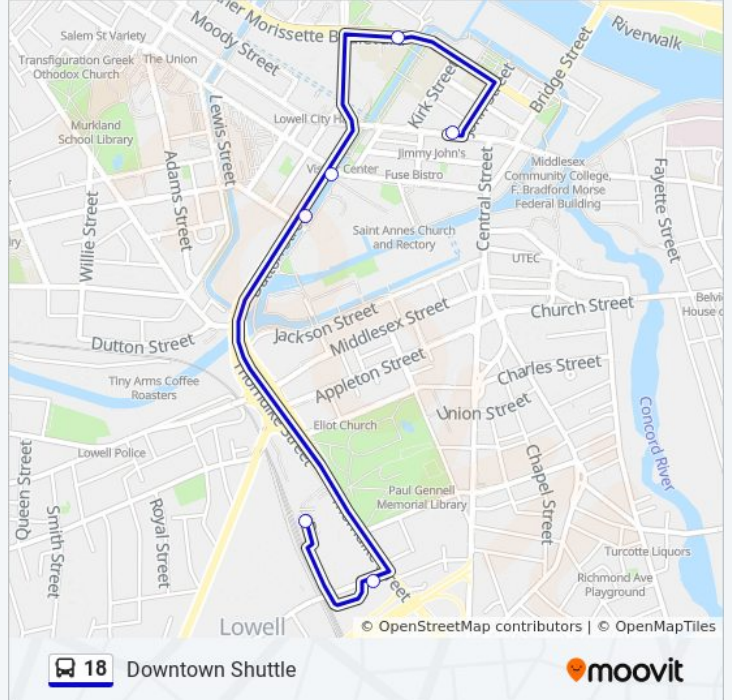 Riverwalk
Salem St Variety
Moody Street
Bridge Street
Transfiguration Greek
Orthodox Church
The Union
Kirk Street
Lewis Street
Lowell City H
Murkland
School Library
Jimmy John's
Adams Street
Central Street
Middlesex
Community College,
F. Bradford Morse
Federal Building
Fayette Street
Center
Fuse Bistro
Willie Street
Saint Annes Church
and Rectory
UTEC
Church Street
Belvi
House o
Jackson Street
Middlesex Street
Dutton Street
Appleton Street
Charles Street
Tiny Arms Coffee
Roasters
Thorndike Street
Union Street
Concord River
Eliot Church
Lowell Police
Queen Street
Chapel Street
Paul Gennell
Memorial Library
Smith Street
Royal Street
Turcotte Liquors
Richmond Ave
Playground
Lowell
© OpenStreetMap contributors | © OpenMapTiles
18 Downtown Shuttle
moovit